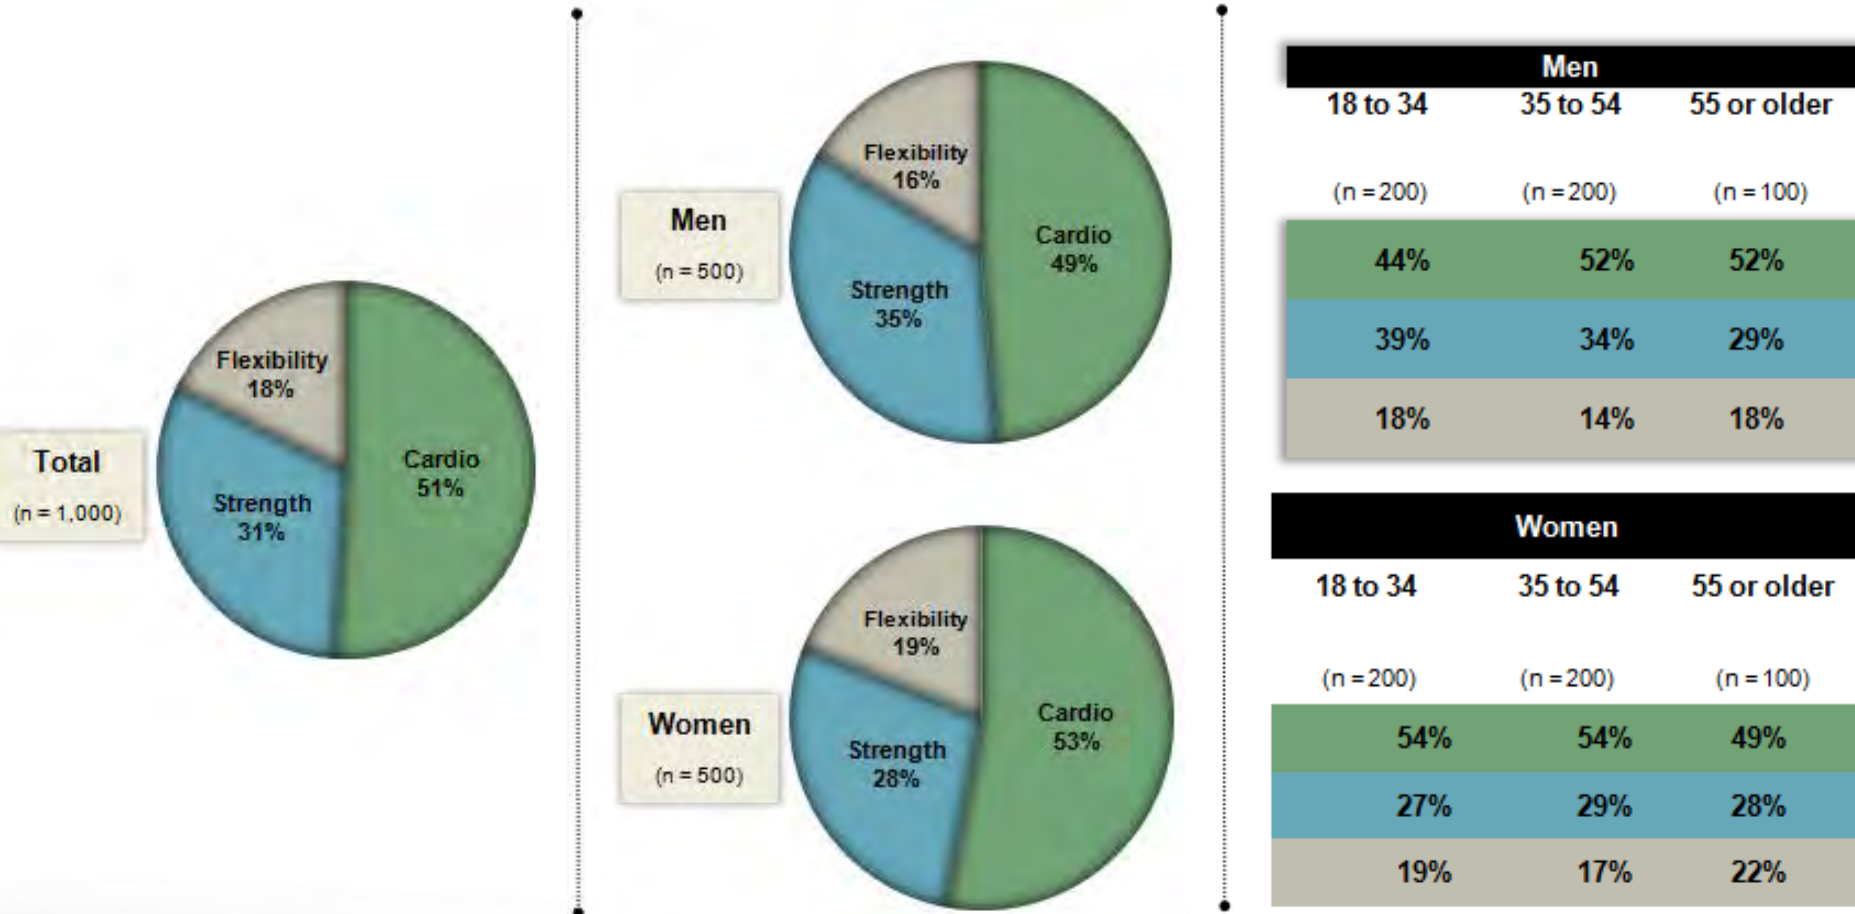 Total
(n = 1,000)
Flexibility
18%
Cardio
51%
Strength
31%
Men
(n = 500)
Flexibility
16%
Cardio
49%
Strength
35%
Women
(n = 500)
Flexibility
19%
Cardio
53%
Strength
28%
Men
18 to 34 35 to 54 55 or older
(n = 200) (n = 200) (n = 100)
44% 52% 52%
39% 34% 29%
18% 14% 18%
Women
18 to 34 35 to 54 55 or older
(n = 200) (n = 200) (n = 100)
54% 54% 49%
27% 29% 28%
19% 17% 22%